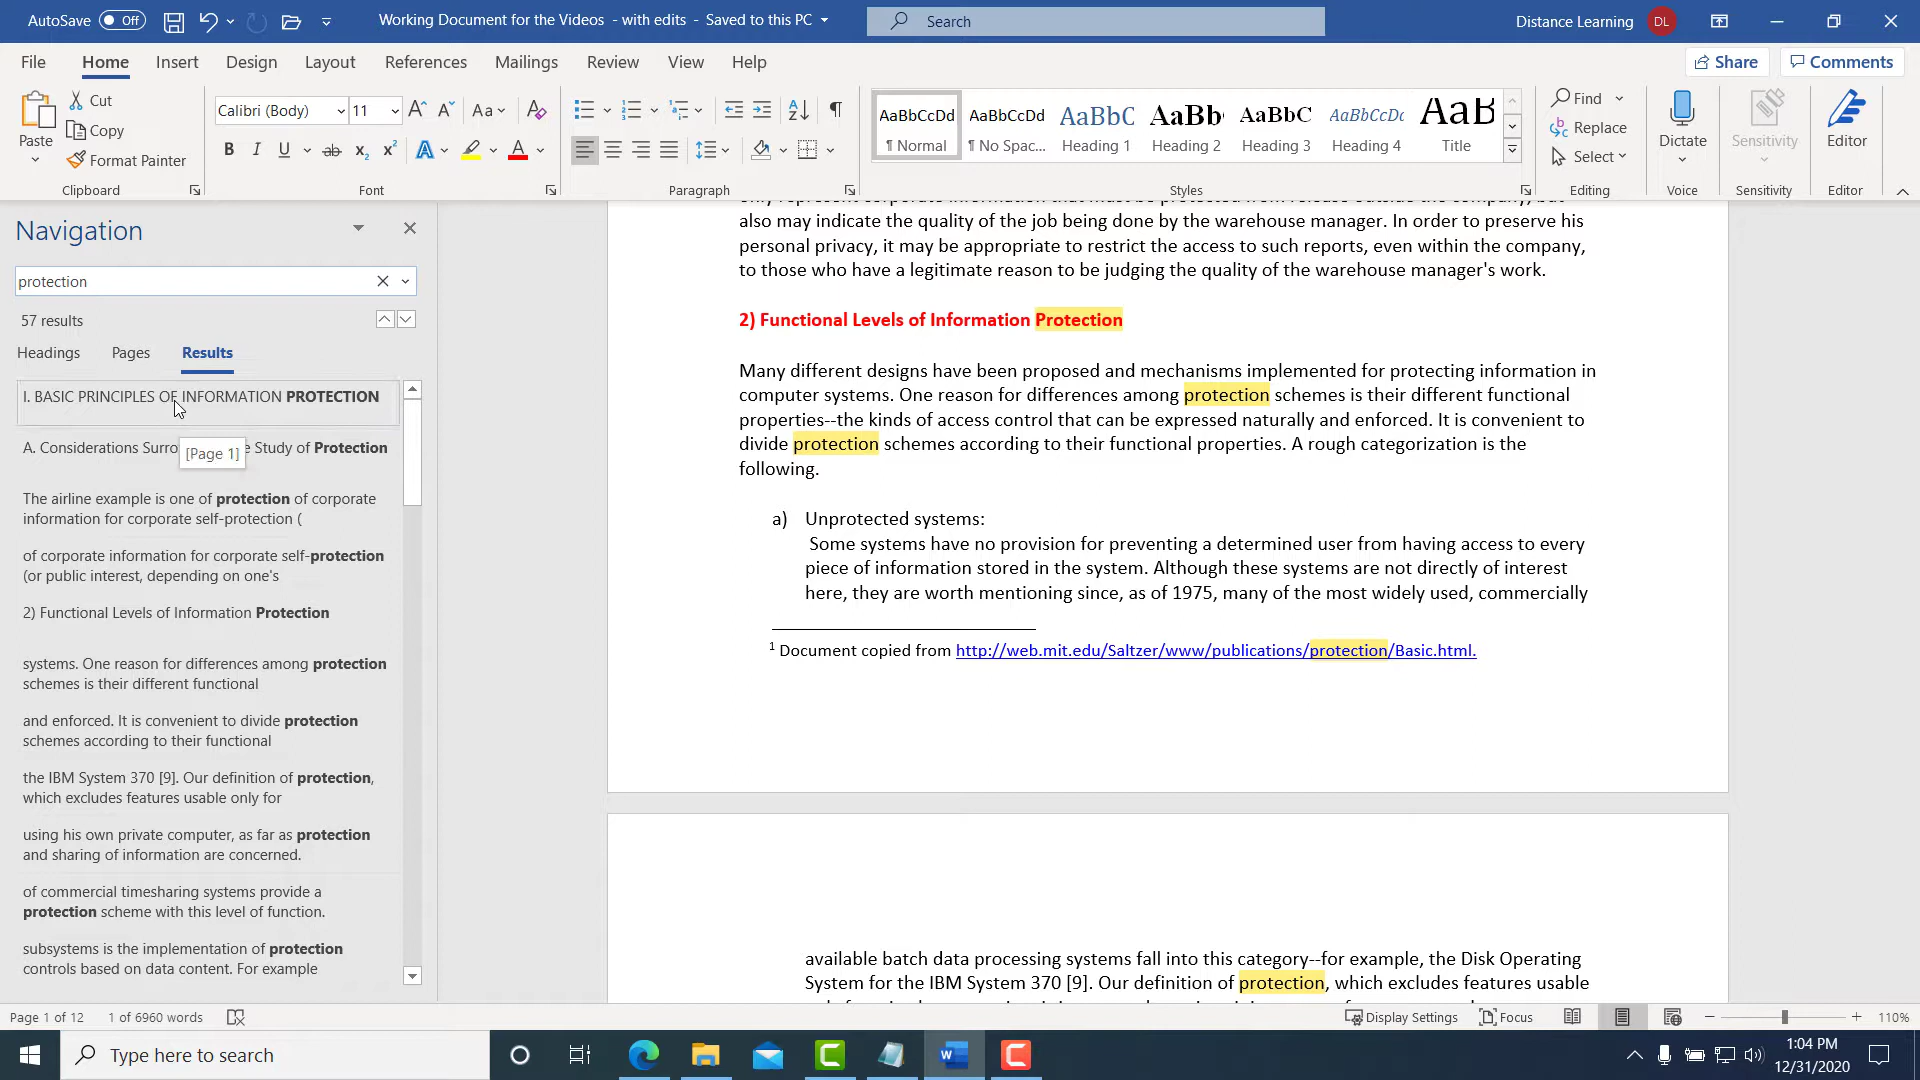 AutoSave Off
Working Document for the Videos - with edits - Saved to this PC
Search
Distance Learning DL
File Home Insert Design Layout References Mailings Review View Help
Share Comments
Paste
Cut
Copy
Format Painter
Clipboard
Calibri (Body) 11
Font
Paragraph
AaBbCcDd ¶ Normal
AaBbCcDd ¶ No Spac...
AaBbC Heading 1
AaBb Heading 2
AaBbC Heading 3
AaBbCcDc Heading 4
AaB Title
Styles
Find
Replace
Select
Editing
Dictate
Voice
Sensitivity
Sensitivity
Editor
Editor
Navigation
protection
57 results
Headings Pages Results
I. BASIC PRINCIPLES OF INFORMATION PROTECTION
A. Considerations Surro
e Study of Protection
[Page 1]
The airline example is one of protection of corporate
information for corporate self-protection (
of corporate information for corporate self-protection
(or public interest, depending on one's
2) Functional Levels of Information Protection
systems. One reason for differences among protection
schemes is their different functional
and enforced. It is convenient to divide protection
schemes according to their functional
the IBM System 370 [9]. Our definition of protection,
which excludes features usable only for
using his own private computer, as far as protection
and sharing of information are concerned.
of commercial timesharing systems provide a
protection scheme with this level of function.
subsystems is the implementation of protection
controls based on data content. For example
also may indicate the quality of the job being done by the warehouse manager. In order to preserve his
personal privacy, it may be appropriate to restrict the access to such reports, even within the company,
to those who have a legitimate reason to be judging the quality of the warehouse manager's work.
2) Functional Levels of Information Protection
Many different designs have been proposed and mechanisms implemented for protecting information in
computer systems. One reason for differences among protection schemes is their different functional
properties--the kinds of access control that can be expressed naturally and enforced. It is convenient to
divide protection schemes according to their functional properties. A rough categorization is the
following.
a) Unprotected systems:
Some systems have no provision for preventing a determined user from having access to every
piece of information stored in the system. Although these systems are not directly of interest
here, they are worth mentioning since, as of 1975, many of the most widely used, commercially
1 Document copied from http://web.mit.edu/Saltzer/www/publications/protection/Basic.html.
available batch data processing systems fall into this category--for example, the Disk Operating
System for the IBM System 370 [9]. Our definition of protection, which excludes features usable
Page 1 of 12 1 of 6960 words
Display Settings Focus 110%
Type here to search
1:04 PM
12/31/2020